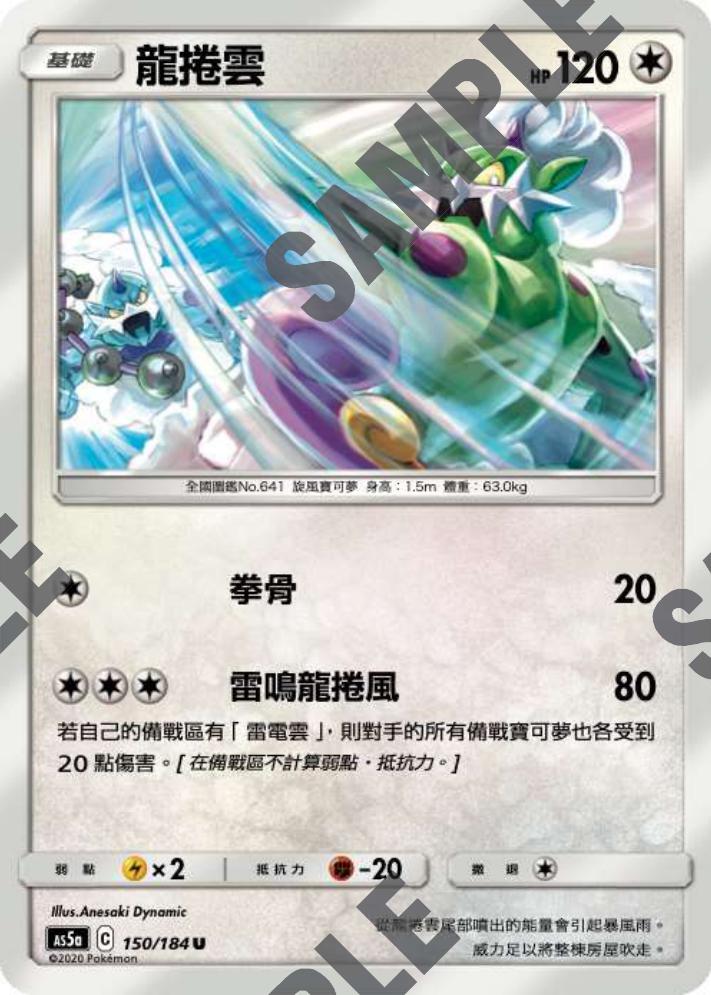 基礎 龍捲雲 HP 120
SAMPLE
全國圖鑑No.641 旋風寶可夢 身高：1.5m 體重：63.0kg
拳骨 20
雷鳴龍捲風 80
若自己的備戰區有「雷電雲」，則對手的所有備戰寶可夢也各受到
20 點傷害。[在備戰區不計算弱點・抵抗力。]
弱點 ×2 抵抗力 -20 撤退
Illus.Anesaki Dynamic
從龍捲雲尾部噴出的能量會引起暴風雨。
AS5a C 150/184 U
威力足以將整棟房屋吹走。
©2020 Pokémon